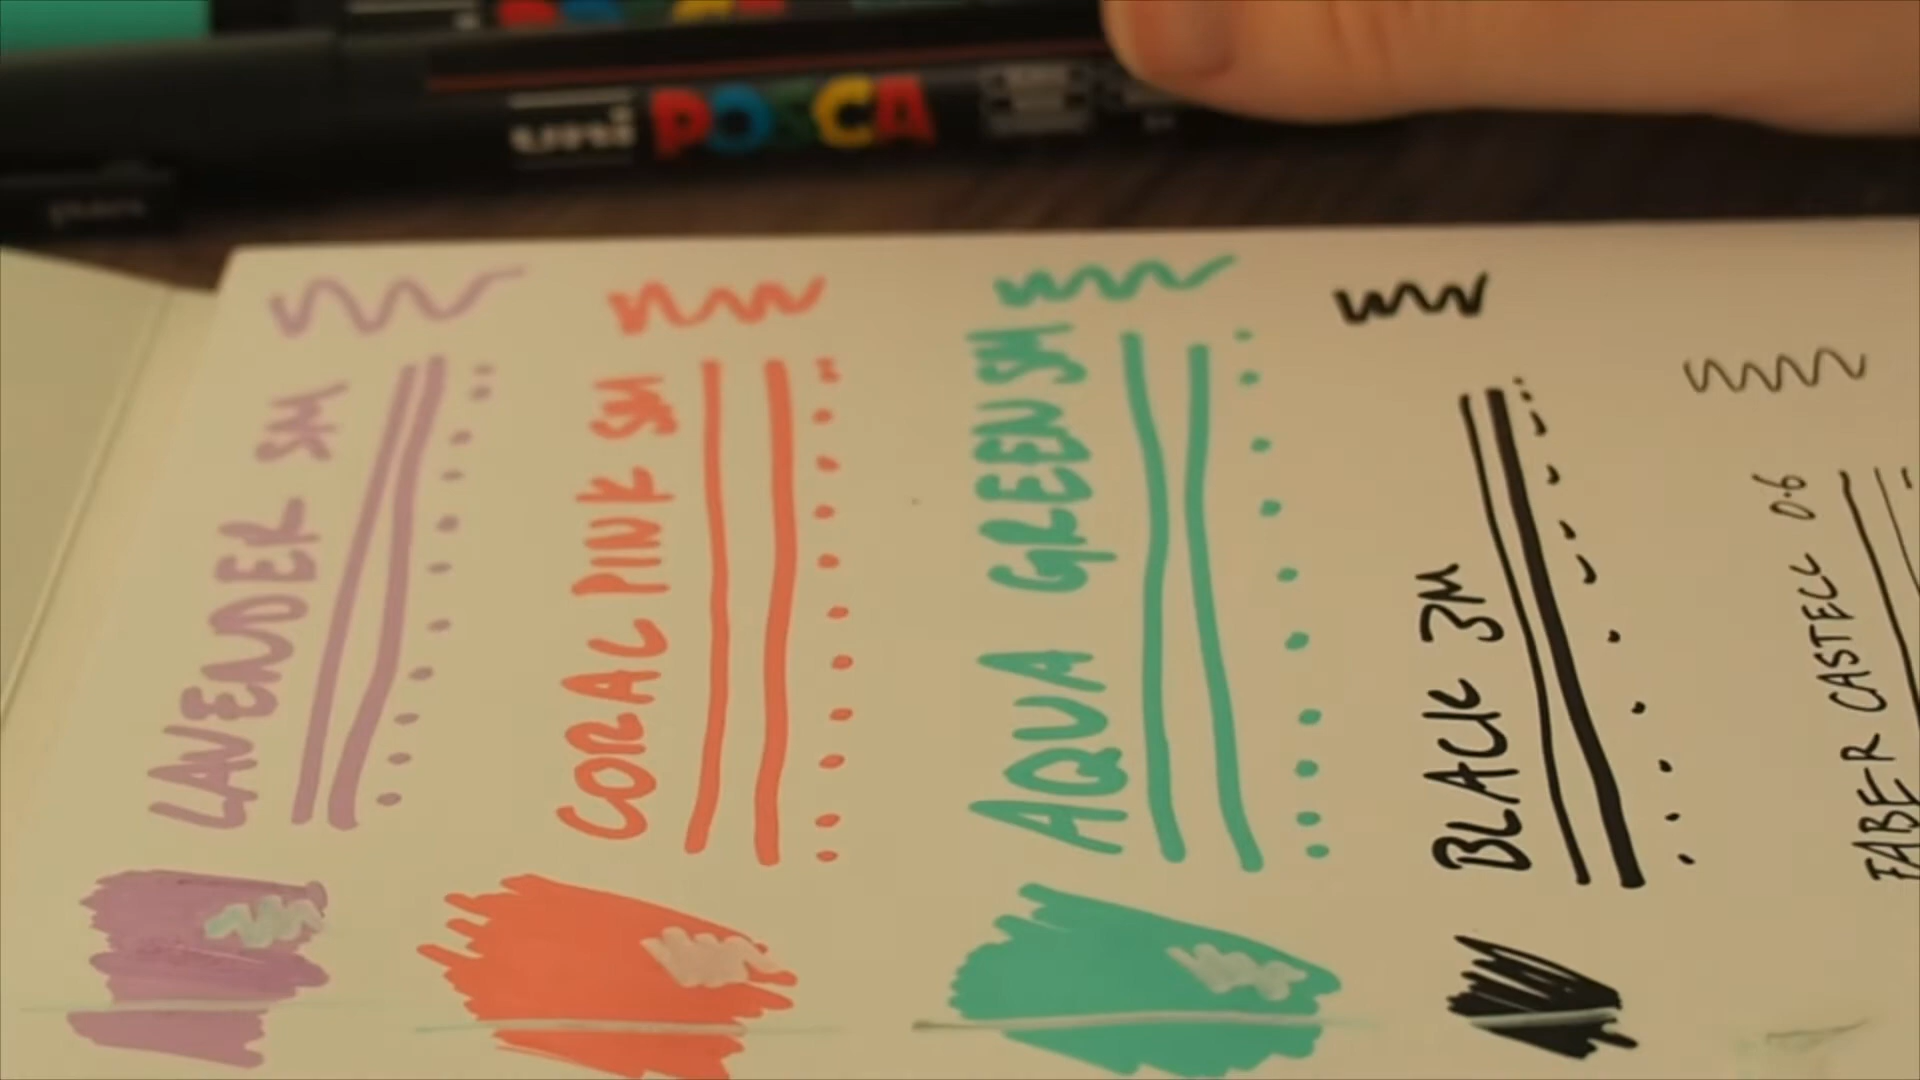 uni POSCA
LAVENDER 5M
CORAL PINK 5M
AQUA GREEN 5M
BLACK 3M
FABER CASTELL 0.6